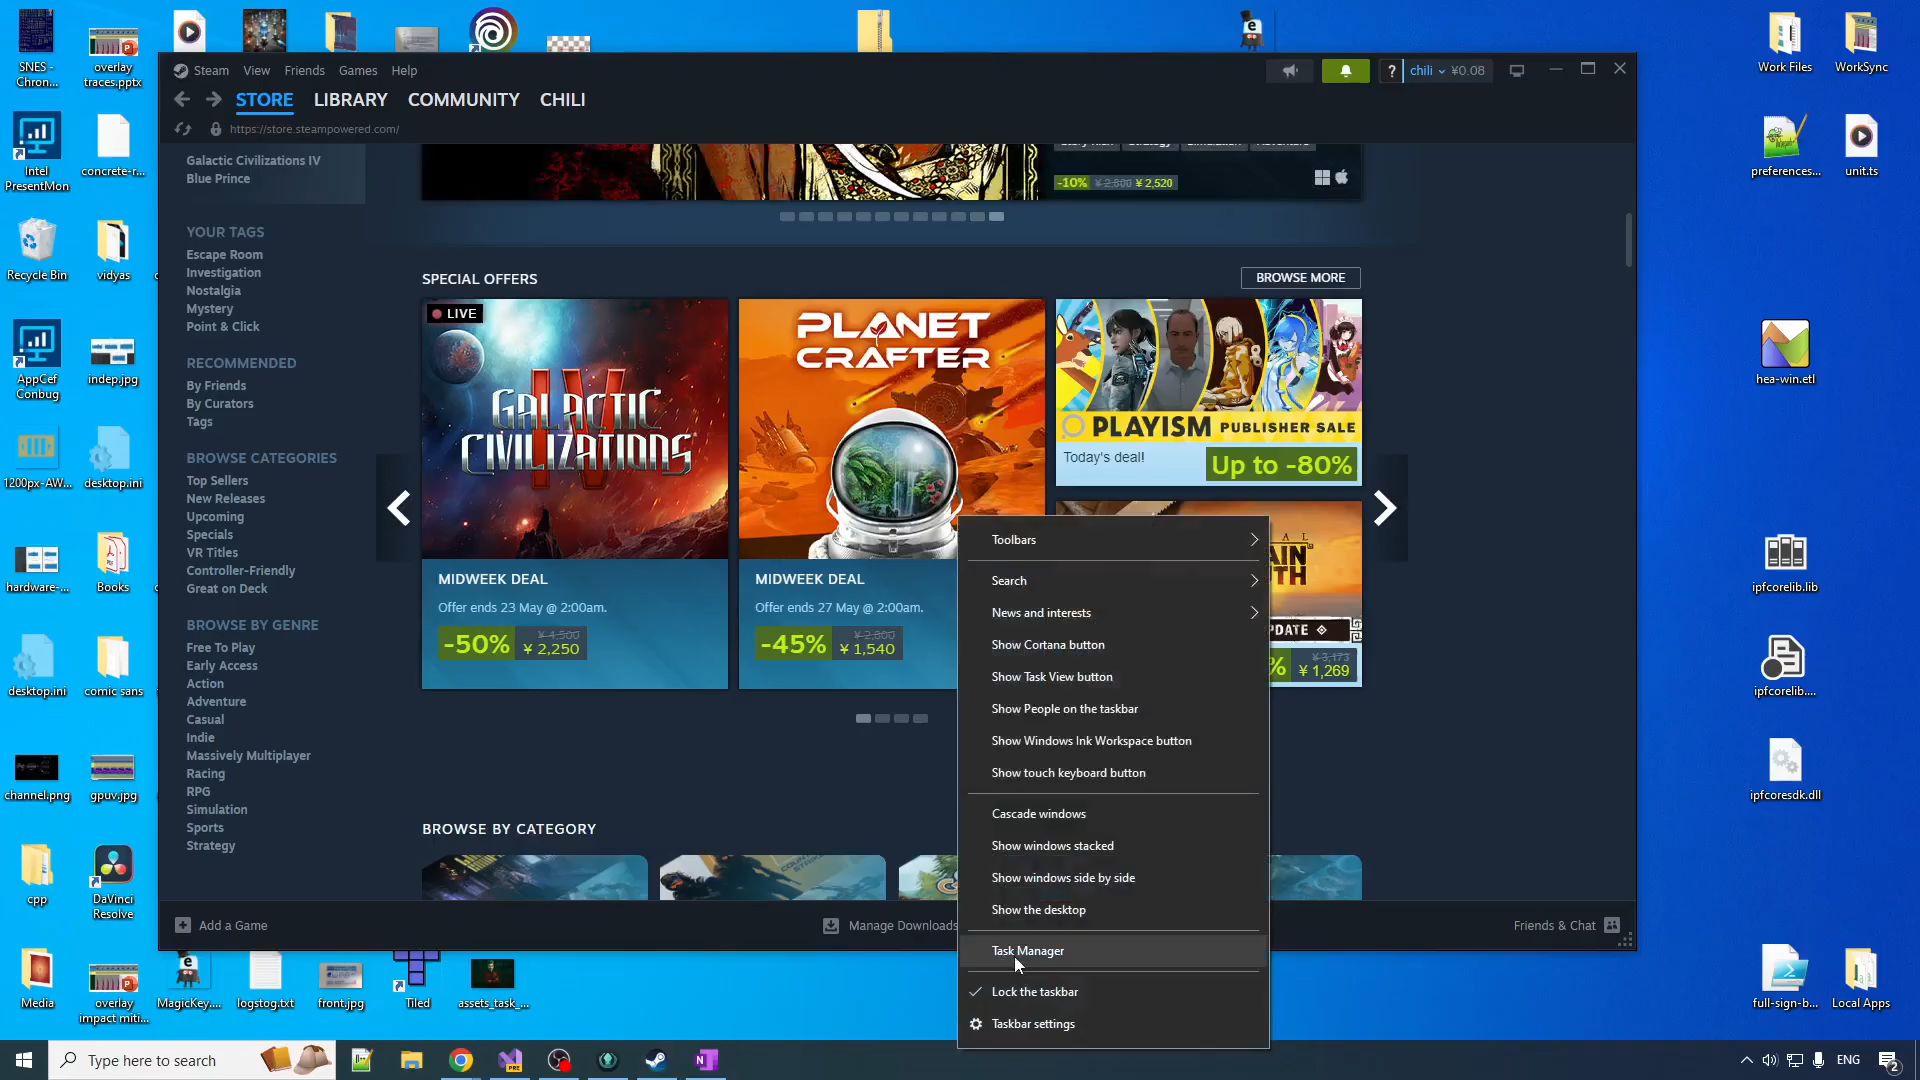 SNES -
Chron...
overlay
traces.pptx
Work Files
WorkSync
Steam
View
Friends
Games
Help
?
chili
¥0.08
STORE
LIBRARY
COMMUNITY
CHILI
https://store.steampowered.com/
Intel
PresentMon
concrete-r...
preferences...
unit.ts
Recycle Bin
vidyas
AppCef
Conbug
indep.jpg
hea-win.etl
1200px-AW...
desktop.ini
hardware-...
Books
ipfcorelib.lib
desktop.ini
comic sans
ipfcorelib....
channel.png
gpuv.jpg
ipfcoresdk.dll
cpp
DaVinci
Resolve
Media
overlay
impact miti...
MagicKey....
logstog.txt
front.jpg
Tiled
assets_task_...
full-sign-b...
Local Apps
Galactic Civilizations IV
Blue Prince
YOUR TAGS
Escape Room
Investigation
Nostalgia
Mystery
Point & Click
RECOMMENDED
By Friends
By Curators
Tags
BROWSE CATEGORIES
Top Sellers
New Releases
Upcoming
Specials
VR Titles
Controller-Friendly
Great on Deck
BROWSE BY GENRE
Free To Play
Early Access
Action
Adventure
Casual
Indie
Massively Multiplayer
Racing
RPG
Simulation
Sports
Strategy
-10% ¥ 2,800 ¥ 2,520
SPECIAL OFFERS
BROWSE MORE
LIVE
GALACTIC
IV
CIVILIZATIONS
MIDWEEK DEAL
Offer ends 23 May @ 2:00am.
-50%
¥ 4,500
¥ 2,250
PLANET
CRAFTER
MIDWEEK DEAL
Offer ends 27 May @ 2:00am.
-45%
¥ 2,800
¥ 1,540
PLAYISM PUBLISHER SALE
Today's deal!
Up to -80%
%
¥ 3,173
¥ 1,269
BROWSE BY CATEGORY
Add a Game
Manage Downloads
Friends & Chat
Toolbars
Search
News and interests
Show Cortana button
Show Task View button
Show People on the taskbar
Show Windows Ink Workspace button
Show touch keyboard button
Cascade windows
Show windows stacked
Show windows side by side
Show the desktop
Task Manager
Lock the taskbar
Taskbar settings
Type here to search
ENG
2